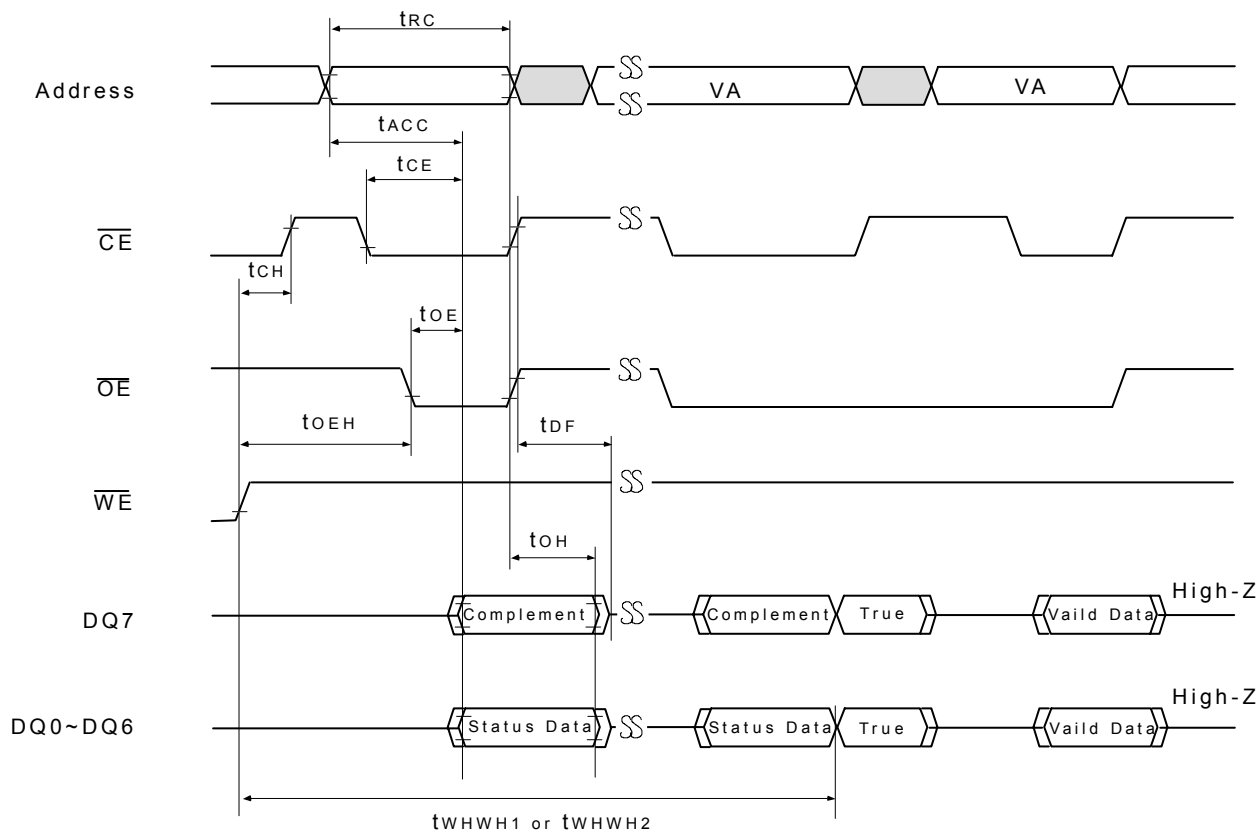 tRC
Address
VA
VA
tACC
tCE
CE
tCH
tOE
OE
tOEH
tDF
WE
tOH
High-Z
DQ7
Complement
Complement
True
Vaild Data
High-Z
DQ0~DQ6
Status Data
Status Data
True
Vaild Data
tWHWH1 or tWHWH2